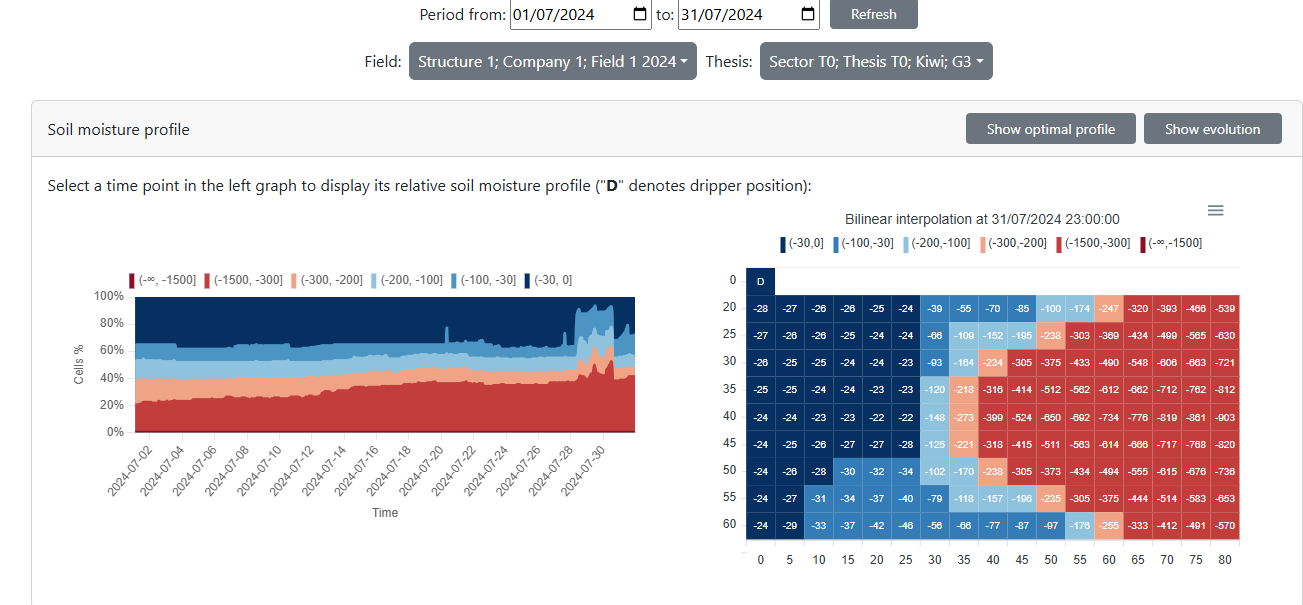 Period from: 01/07/2024 to: 31/07/2024 Refresh
Field: Structure 1; Company 1; Field 1 2024 Thesis: Sector T0; Thesis T0; Kiwi; G3
Soil moisture profile Show optimal profile Show evolution
Select a time point in the left graph to display its relative soil moisture profile ("D" denotes dripper position):
(-∞, -1500] (-1500, -300] (-300, -200] (-200, -100] (-100, -30] (-30, 0]
100%
80%
60%
40%
20%
0%
Cells %
2024-07-02 2024-07-04 2024-07-06 2024-07-08 2024-07-10 2024-07-12 2024-07-14 2024-07-16 2024-07-18 2024-07-20 2024-07-22 2024-07-24 2024-07-26 2024-07-28 2024-07-30
Time
Bilinear interpolation at 31/07/2024 23:00:00
(-30,0] (-100,-30] (-200,-100] (-300,-200] (-1500,-300] (-∞,-1500]
0 D
20 -28 -27 -26 -26 -25 -24 -39 -55 -70 -85 -100 -174 -247 -320 -393 -466 -539
25 -27 -26 -26 -25 -24 -24 -66 -109 -152 -195 -238 -303 -369 -434 -499 -565 -630
30 -26 -25 -25 -24 -24 -23 -93 -164 -234 -305 -375 -433 -490 -548 -606 -663 -721
35 -25 -25 -24 -24 -23 -23 -120 -218 -316 -414 -512 -562 -612 -662 -712 -762 -812
40 -24 -24 -23 -23 -22 -22 -148 -273 -399 -524 -650 -692 -734 -776 -819 -861 -903
45 -24 -25 -26 -27 -27 -28 -125 -221 -318 -415 -511 -563 -614 -666 -717 -768 -820
50 -24 -26 -28 -30 -32 -34 -102 -170 -238 -305 -373 -434 -494 -555 -615 -676 -736
55 -24 -27 -31 -34 -37 -40 -79 -118 -157 -196 -235 -305 -375 -444 -514 -583 -653
60 -24 -29 -33 -37 -42 -46 -56 -66 -77 -87 -97 -176 -255 -333 -412 -491 -570
0 5 10 15 20 25 30 35 40 45 50 55 60 65 70 75 80